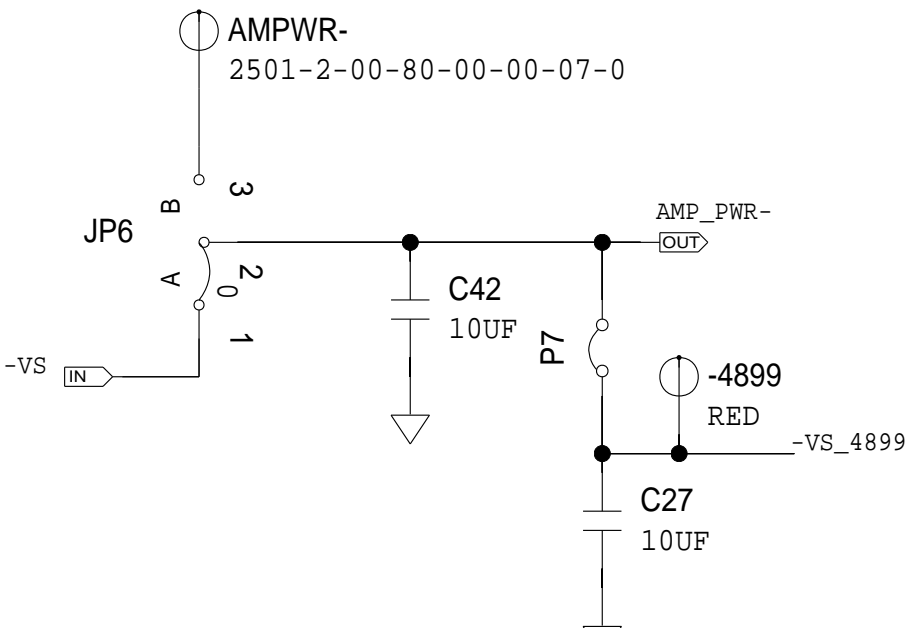 AMPWR-
2501-2-00-80-00-00-07-0
3
B
JP6
A
2
0
1
-VS
IN
C42
10UF
AMP_PWR-
OUT
P7
-4899
RED
-VS_4899
C27
10UF